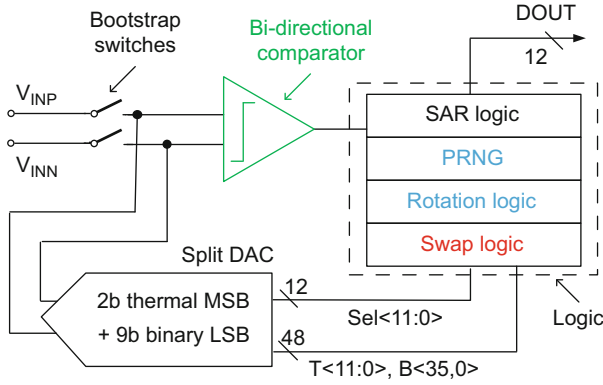 DOUT
12
Bootstrap
switches
Bi-directional
comparator
VINP
VINN
SAR logic
PRNG
Rotation logic
Swap logic
Split DAC
2b thermal MSB
+ 9b binary LSB
12
Sel<11:0>
48
T<11:0>, B<35,0>
Logic